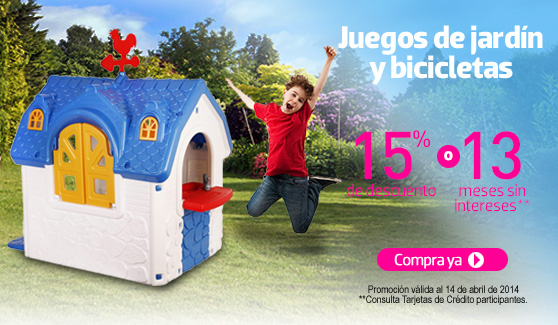 Juegos de jardín
y bicicletas
15% o 13
de descuento meses sin
intereses**
Compra ya
Promoción válida al 14 de abril de 2014
**Consulta Tarjetas de Crédito participantes.